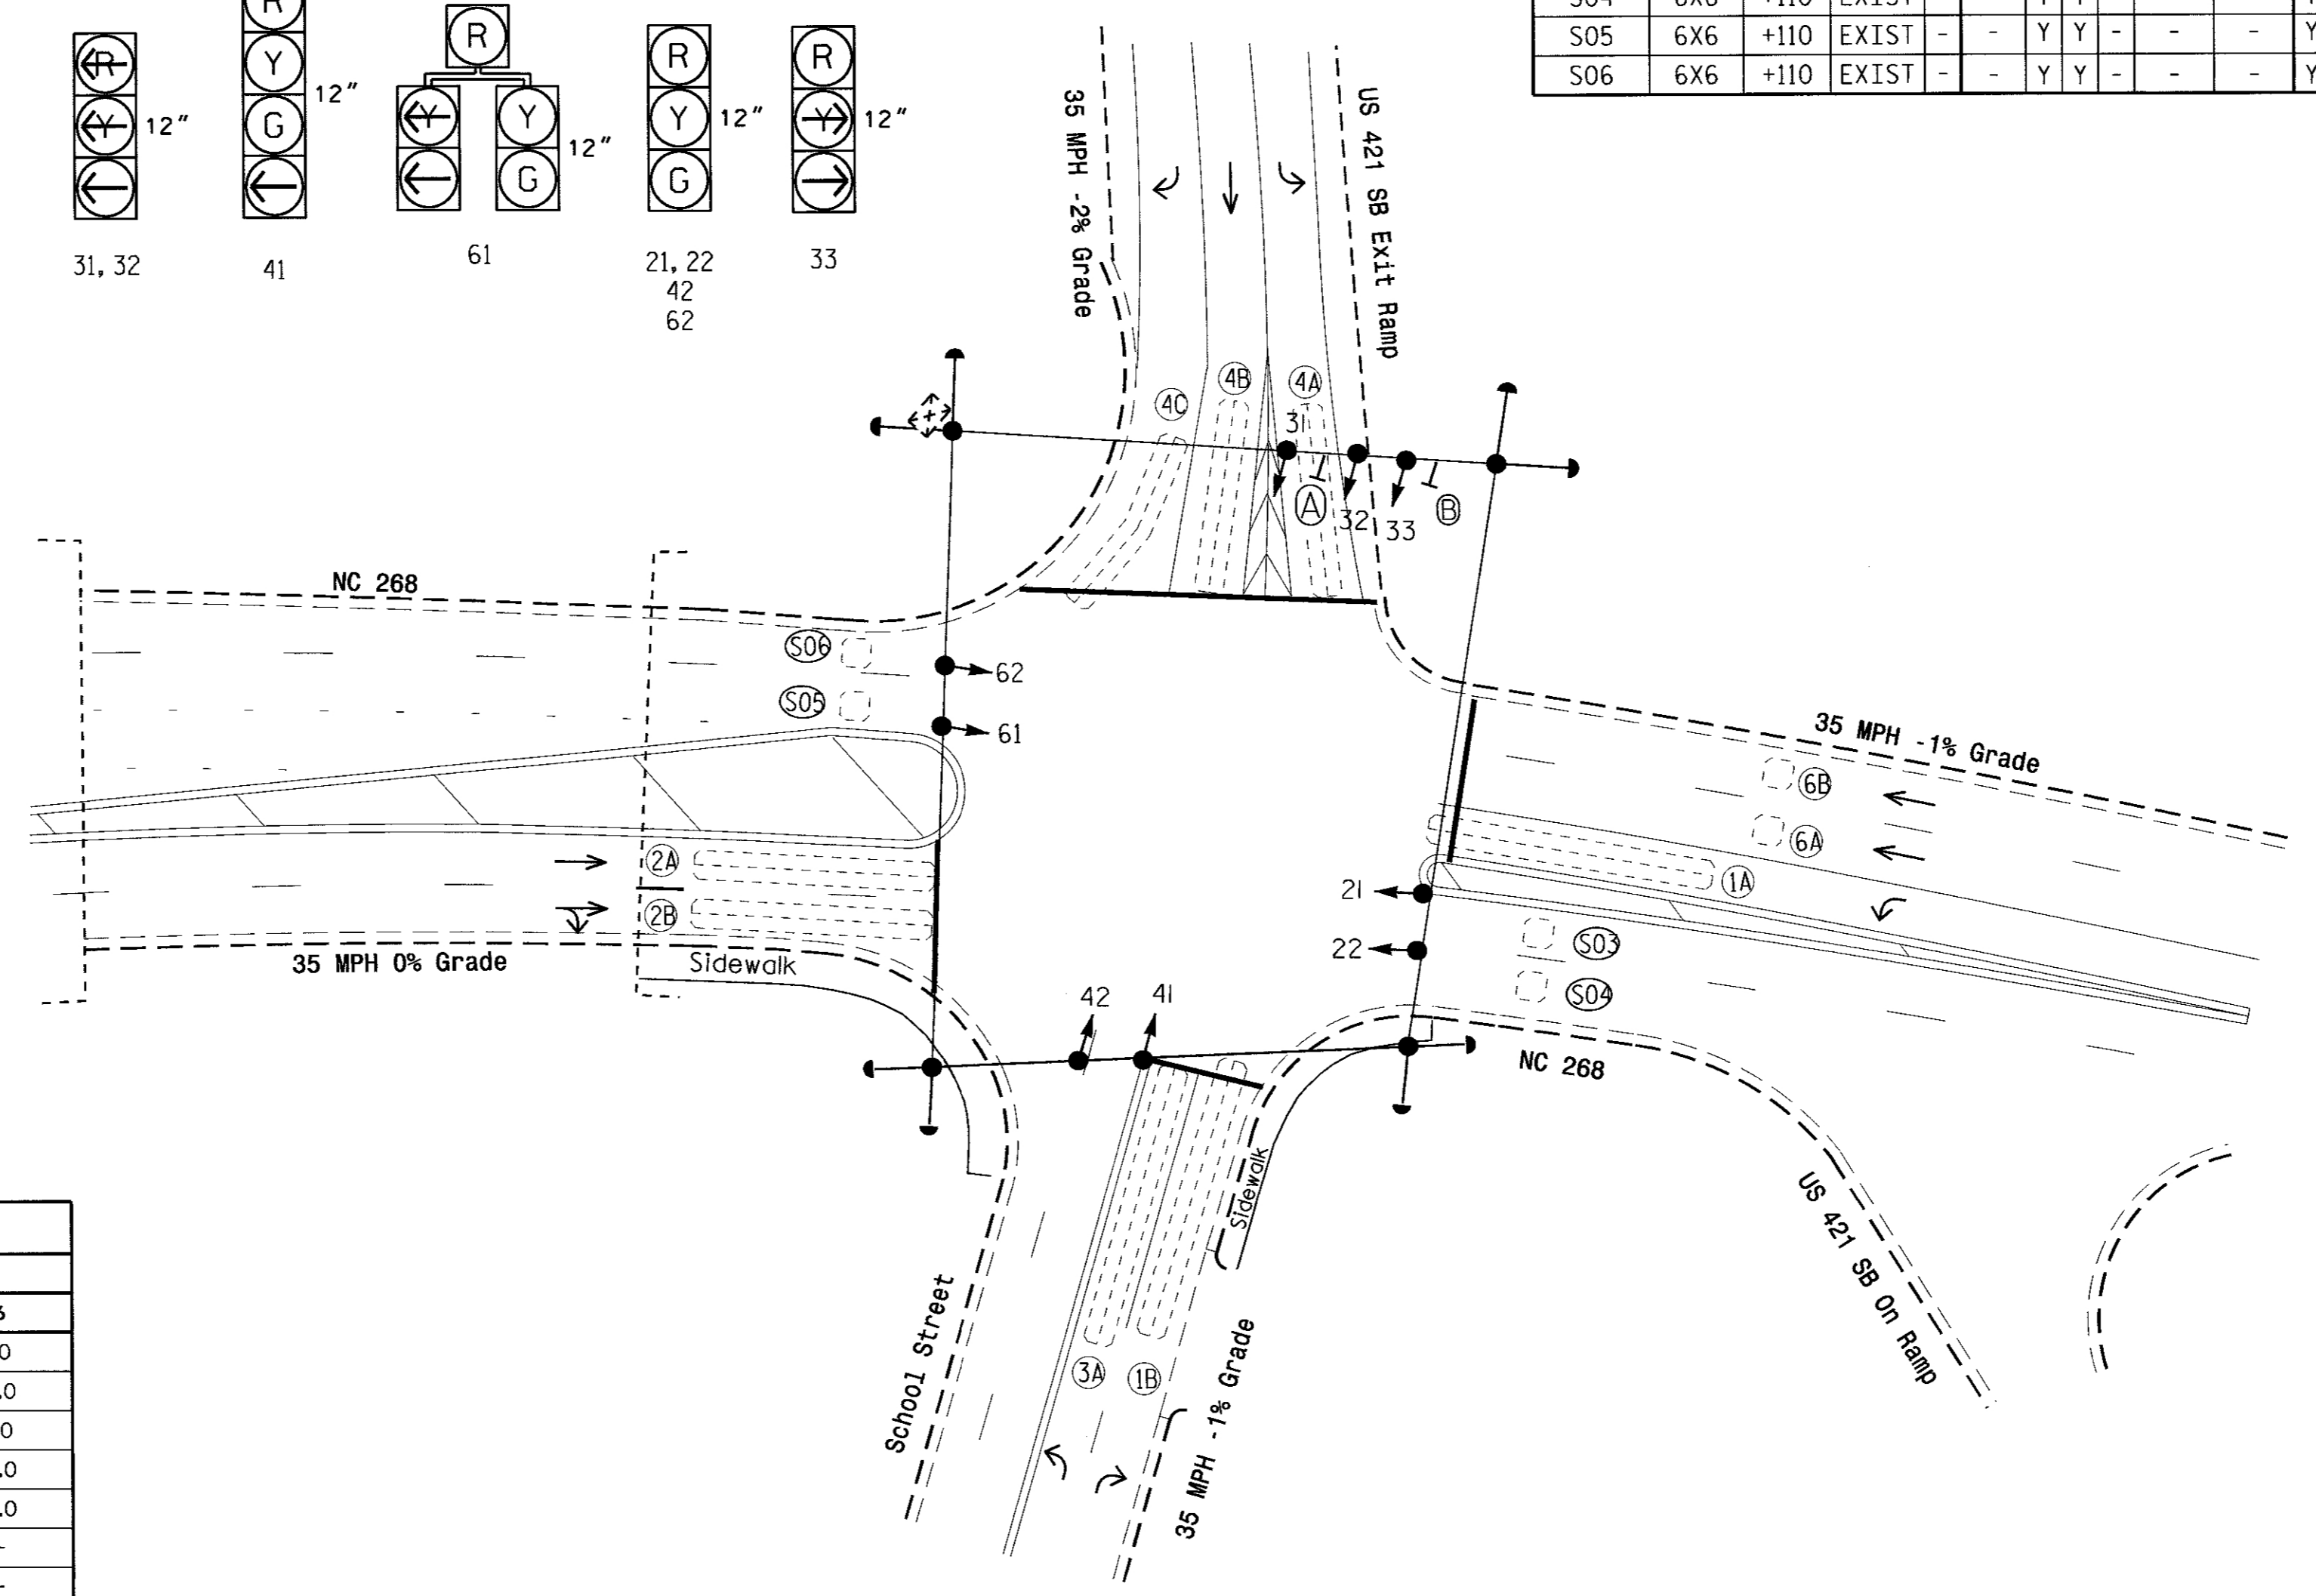 R
Y
12"
31, 32
R
Y
G
12"
41
R
Y
Y
G
12"
61
R
Y
G
12"
21, 22
42
62
R
Y
12"
33
S04 6X6 +110 EXIST - - Y Y - - -
S05 6X6 +110 EXIST - - Y Y - - - Y
S06 6X6 +110 EXIST - - Y Y - - - Y
35 MPH -2% Grade
US 421 SB Exit Ramp
4C
4B
4A
31
A
32
33
B
NC 268
S06
S05
62
61
35 MPH -1% Grade
6B
6A
1A
2A
2B
21
22
S03
S04
35 MPH 0% Grade
Sidewalk
42
41
NC 268
Sidewalk
US 421 SB On Ramp
School Street
3A
1B
35 MPH -1% Grade